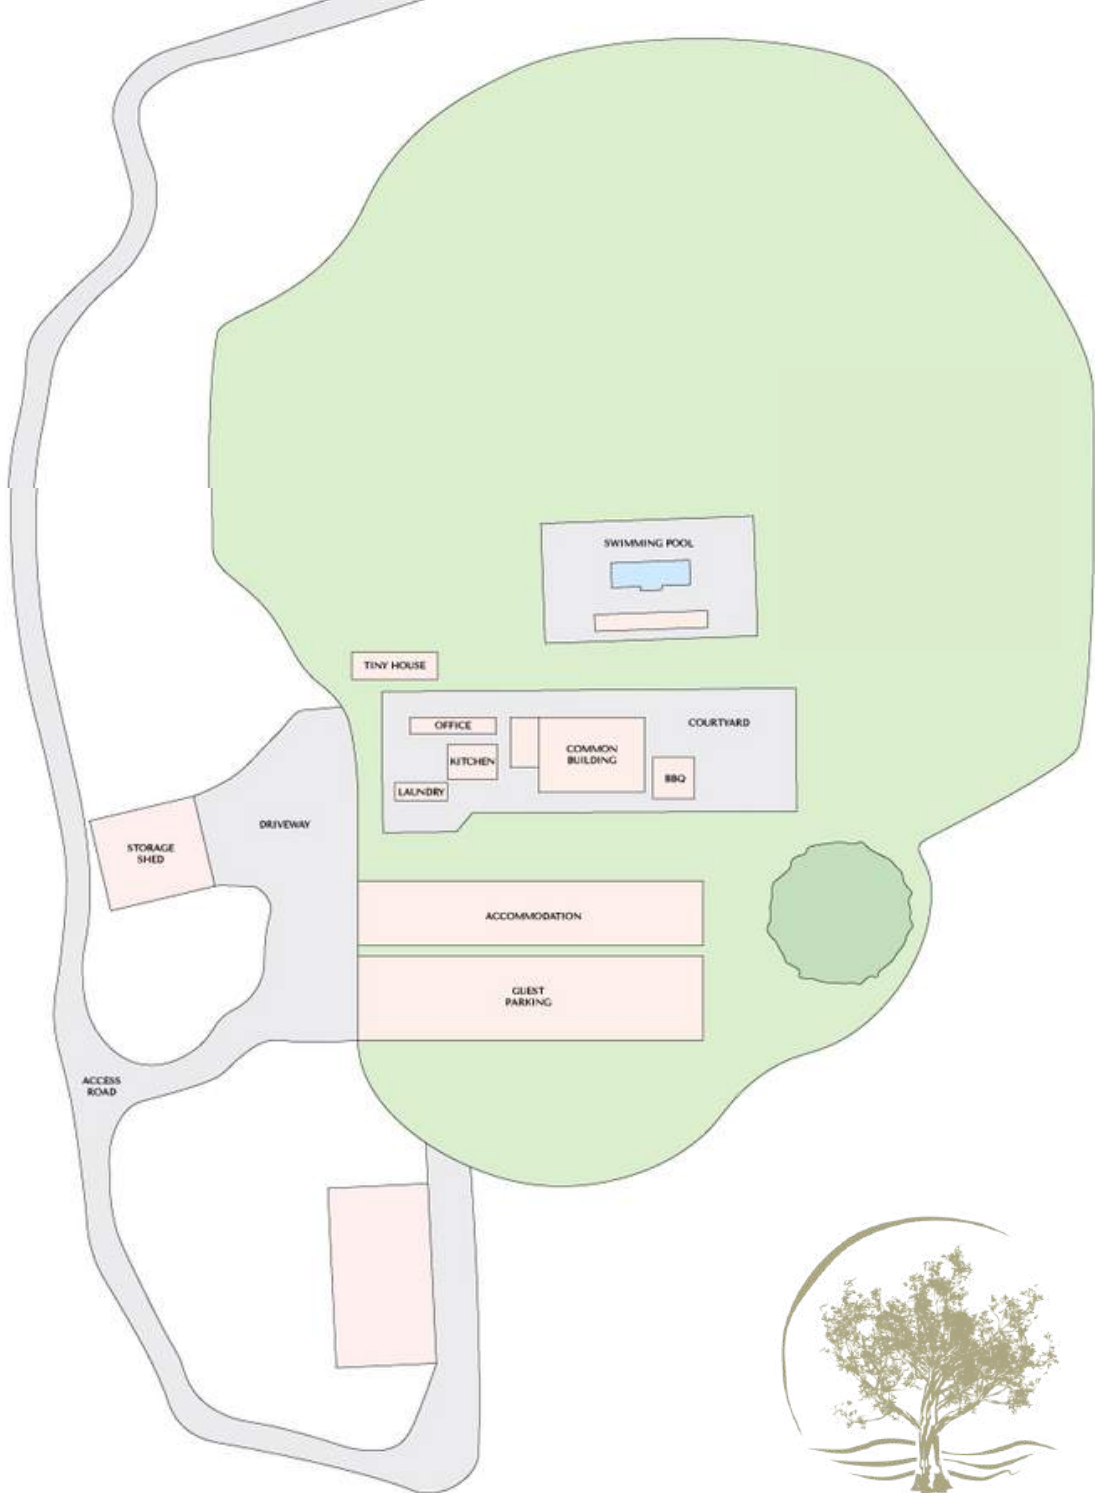 SWIMMING POOL
TINY HOUSE
OFFICE
COURTYARD
KITCHEN
COMMON
BUILDING
BBQ
LAUNDRY
DRIVEWAY
STORAGE
SHED
ACCOMMODATION
GUEST
PARKING
ACCESS
ROAD